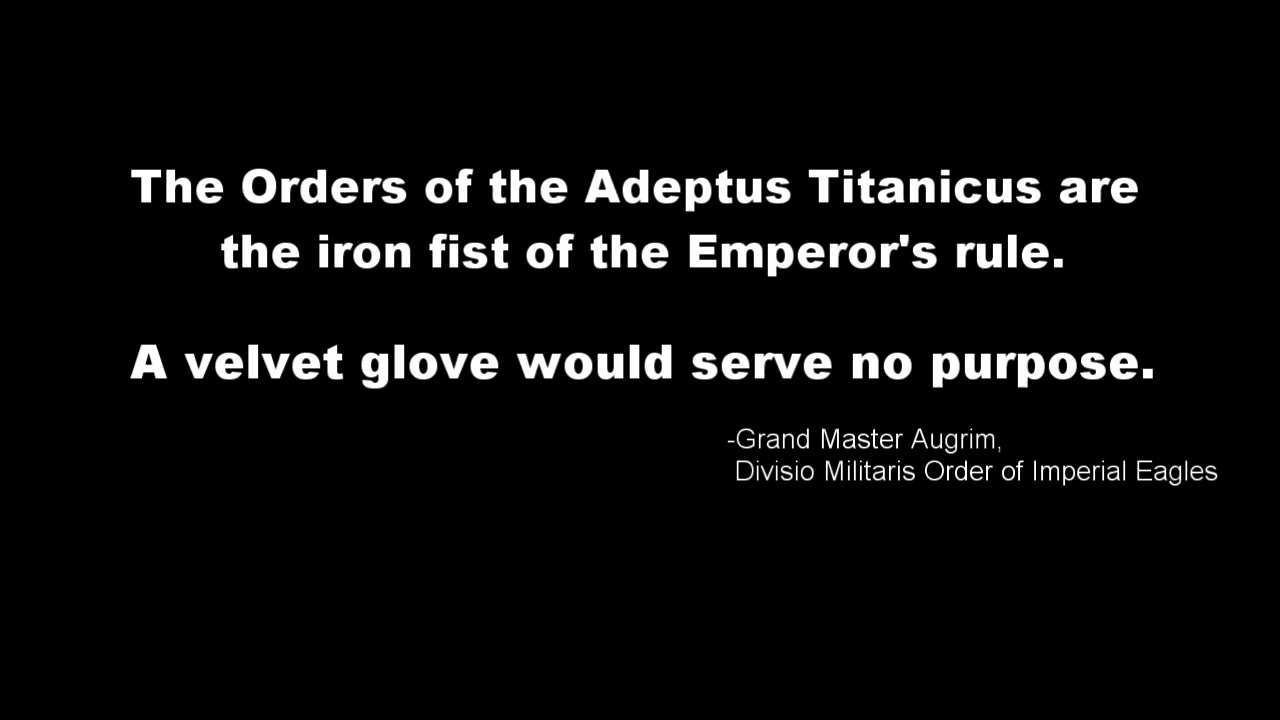 The Orders of the Adeptus Titanicus are
the iron fist of the Emperor's rule.
A velvet glove would serve no purpose.
-Grand Master Augrim,
Divisio Militaris Order of Imperial Eagles